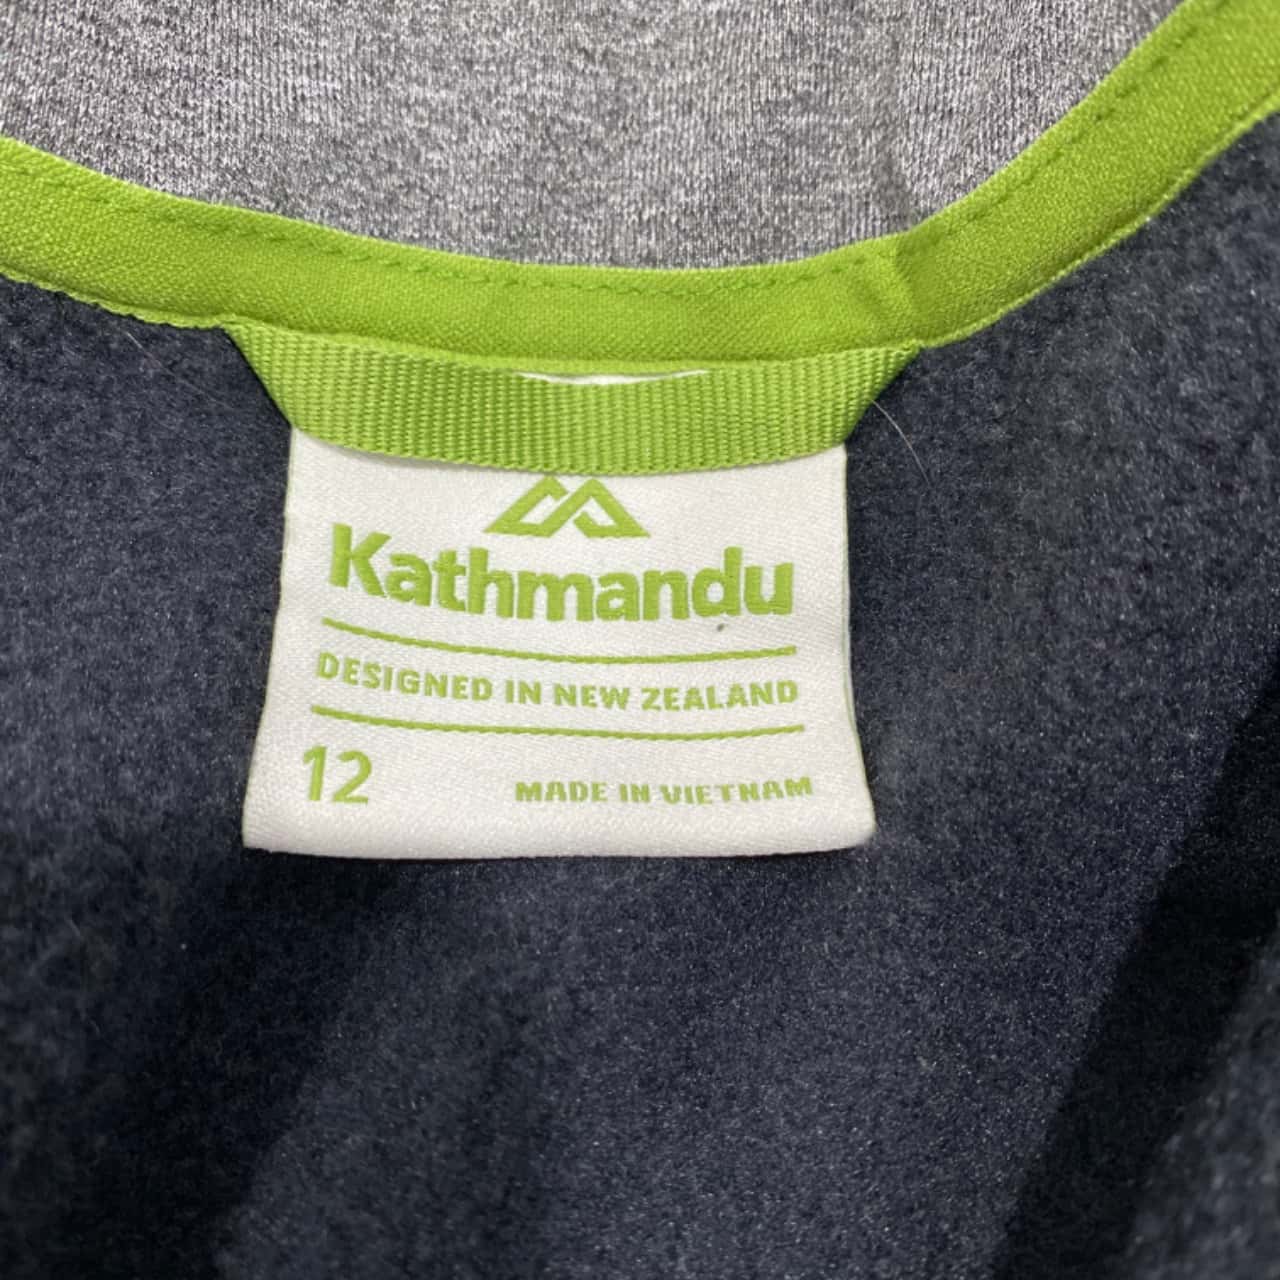 Kathmandu
DESIGNED IN NEW ZEALAND
12
MADE IN VIETNAM